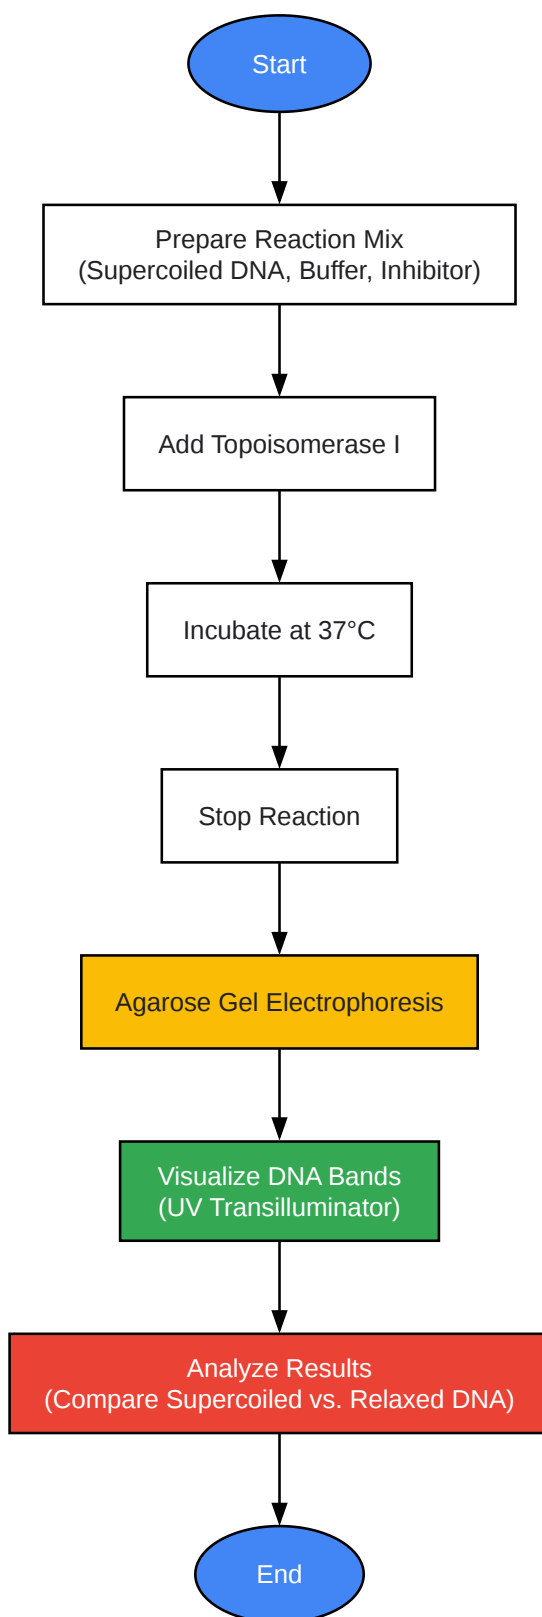 Start
Prepare Reaction Mix
(Supercoiled DNA, Buffer, Inhibitor)
Add Topoisomerase I
Incubate at 37°C
Stop Reaction
Agarose Gel Electrophoresis
Visualize DNA Bands
(UV Transilluminator)
Analyze Results
(Compare Supercoiled vs. Relaxed DNA)
End